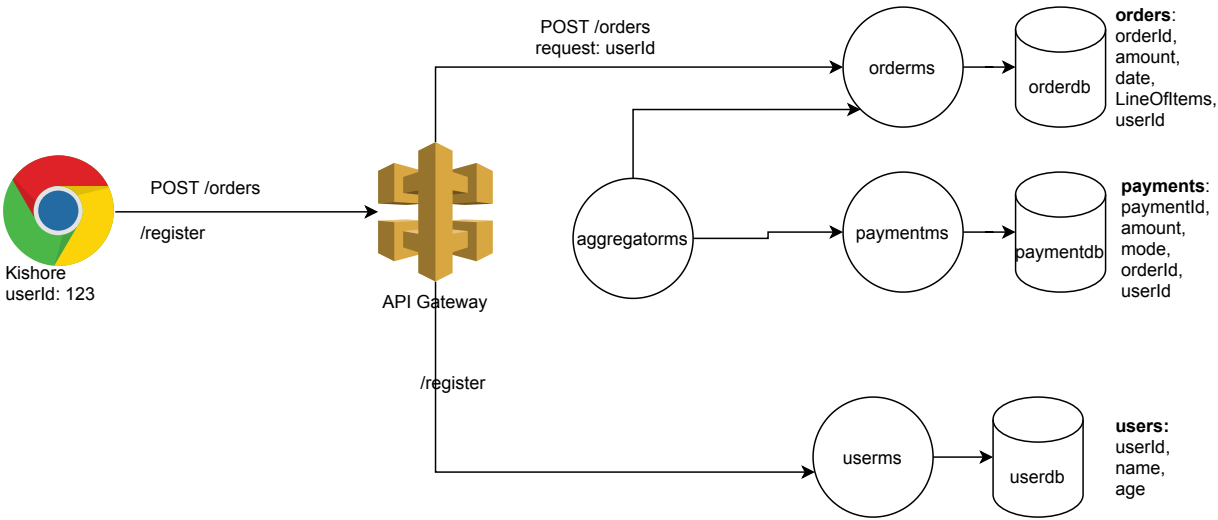 POST /orders
/register
Kishore
userId: 123
API Gateway
POST /orders
request: userId
/register
orderms
orderdb
orders:
orderId,
amount,
date,
LineOfItems,
userId
aggregatorms
paymentms
paymentdb
payments:
paymentId,
amount,
mode,
orderId,
userId
userms
userdb
users:
userId,
name,
age